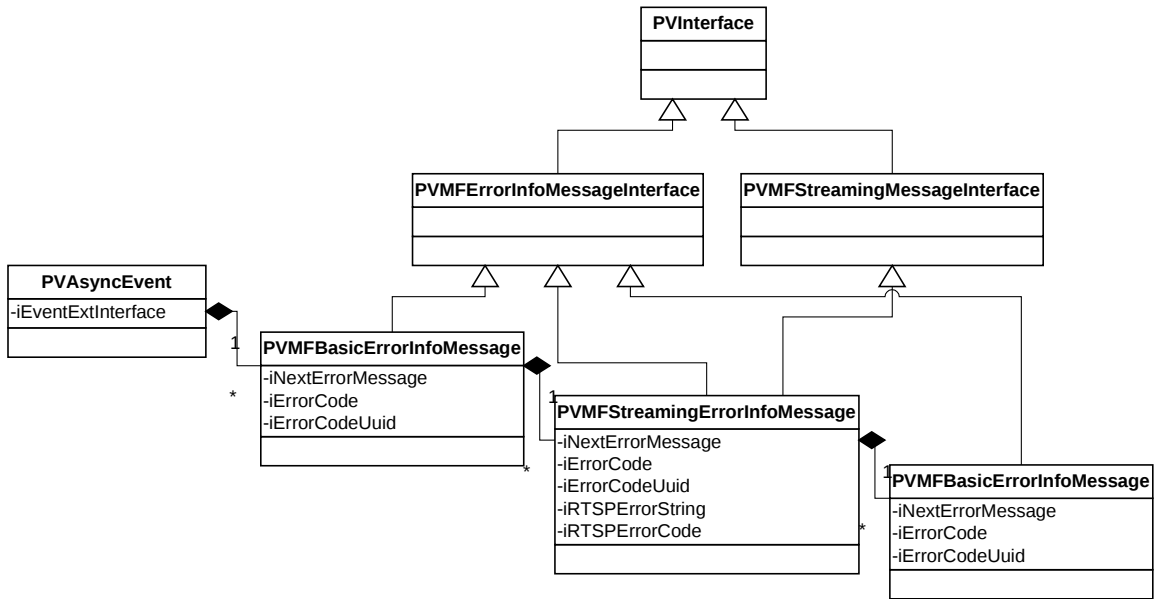 PVInterface
PVMFErrorInfoMessageInterface
PVMFStreamingMessageInterface
PVAsyncEvent
-iEventExtInterface
1
*
PVMFBasicErrorInfoMessage
-iNextErrorMessage
-iErrorCode
-iErrorCodeUuid
1
*
PVMFStreamingErrorInfoMessage
-iNextErrorMessage
-iErrorCode
-iErrorCodeUuid
-iRTSPErrorString
-iRTSPErrorCode
1
*
PVMFBasicErrorInfoMessage
-iNextErrorMessage
-iErrorCode
-iErrorCodeUuid